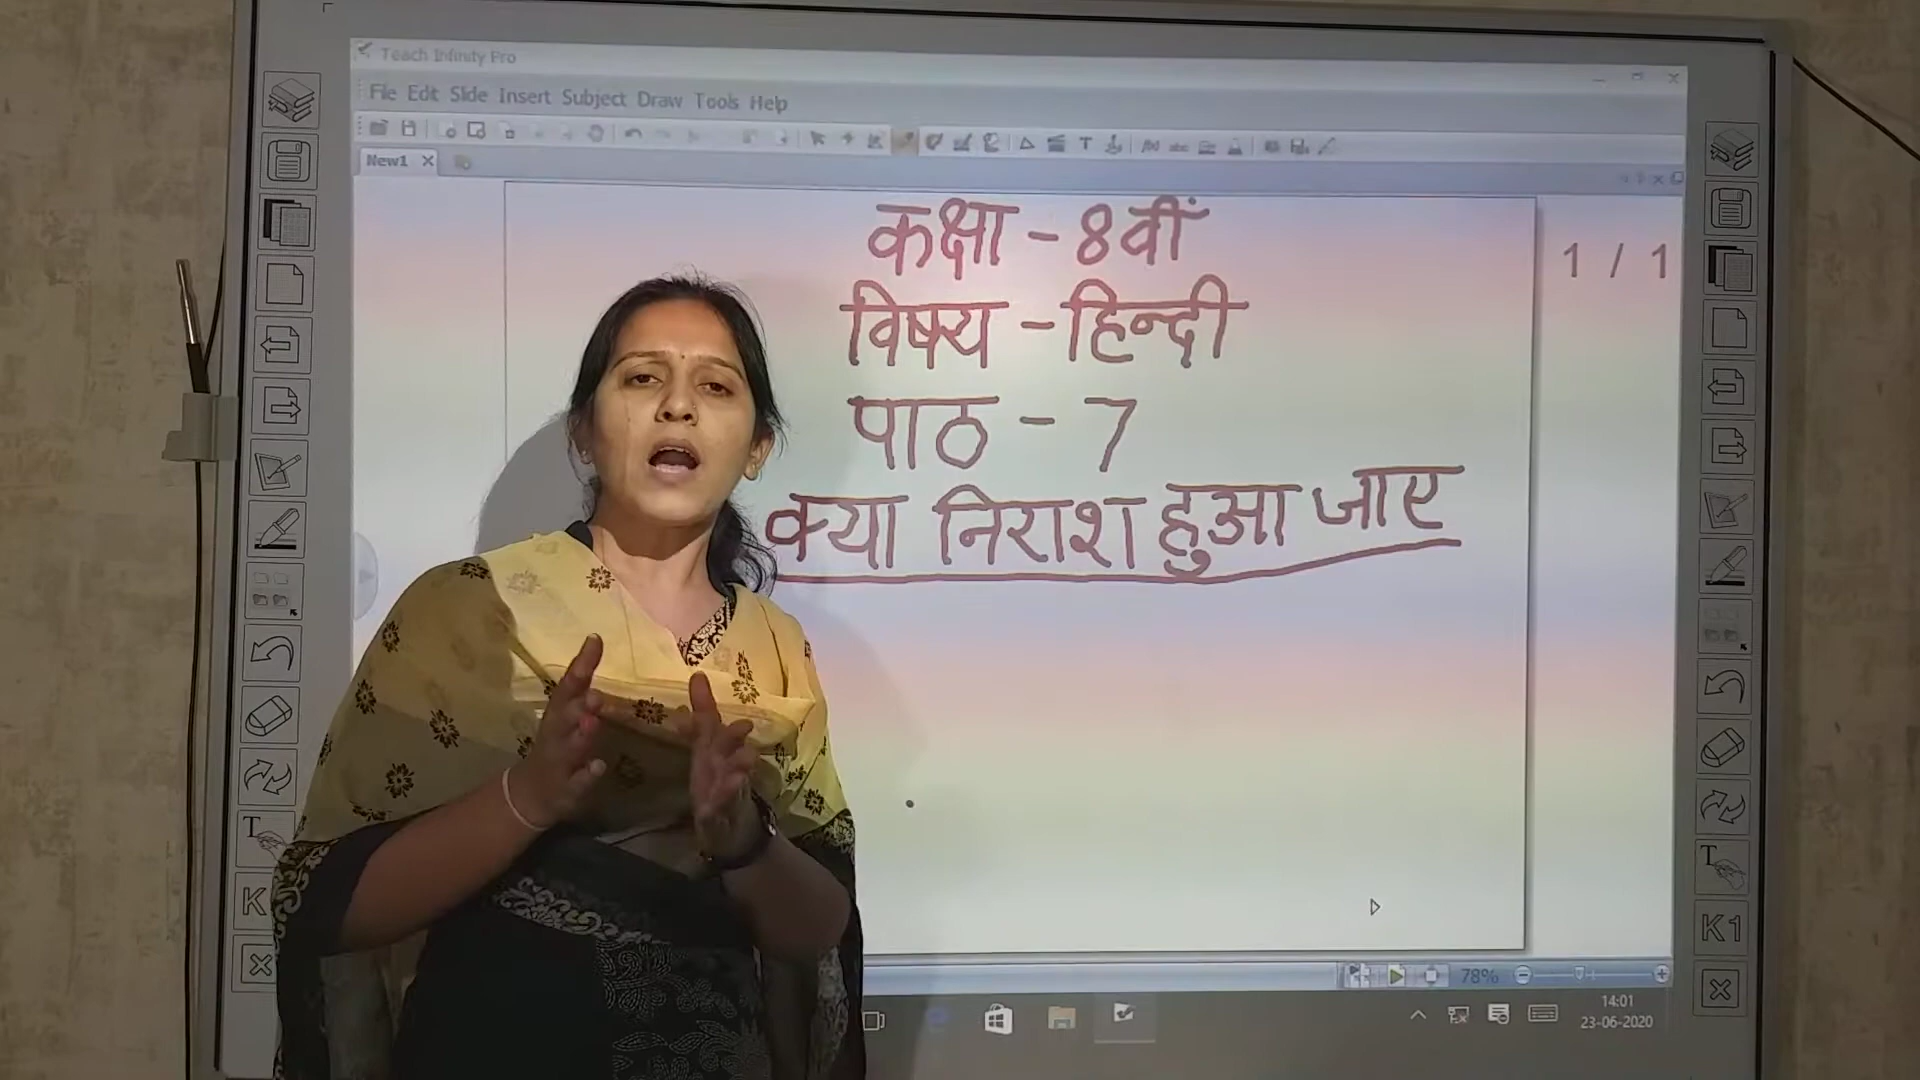 Teach Infinity Pro
File Edit Slide Insert Subject Draw Tools Help
New1
कक्षा - 8वीं
1 / 1
विषय - हिन्दी
पाठ - 7
क्या निराश हुआ जाए
T
T
K
K1
78%
14:01
23-06-2020